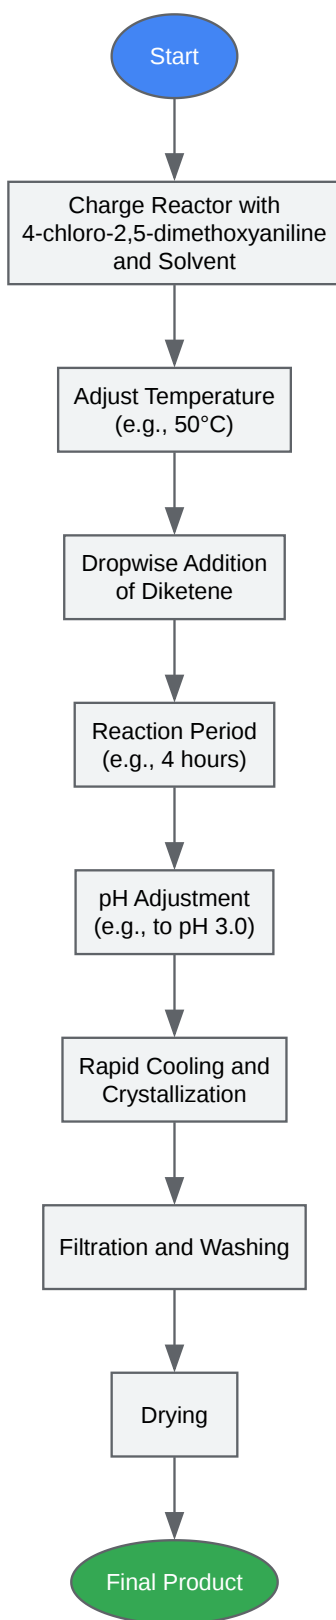 Start
Charge Reactor with
4-chloro-2,5-dimethoxyaniline
and Solvent
Adjust Temperature
(e.g., 50°C)
Dropwise Addition
of Diketene
Reaction Period
(e.g., 4 hours)
pH Adjustment
(e.g., to pH 3.0)
Rapid Cooling and
Crystallization
Filtration and Washing
Drying
Final Product